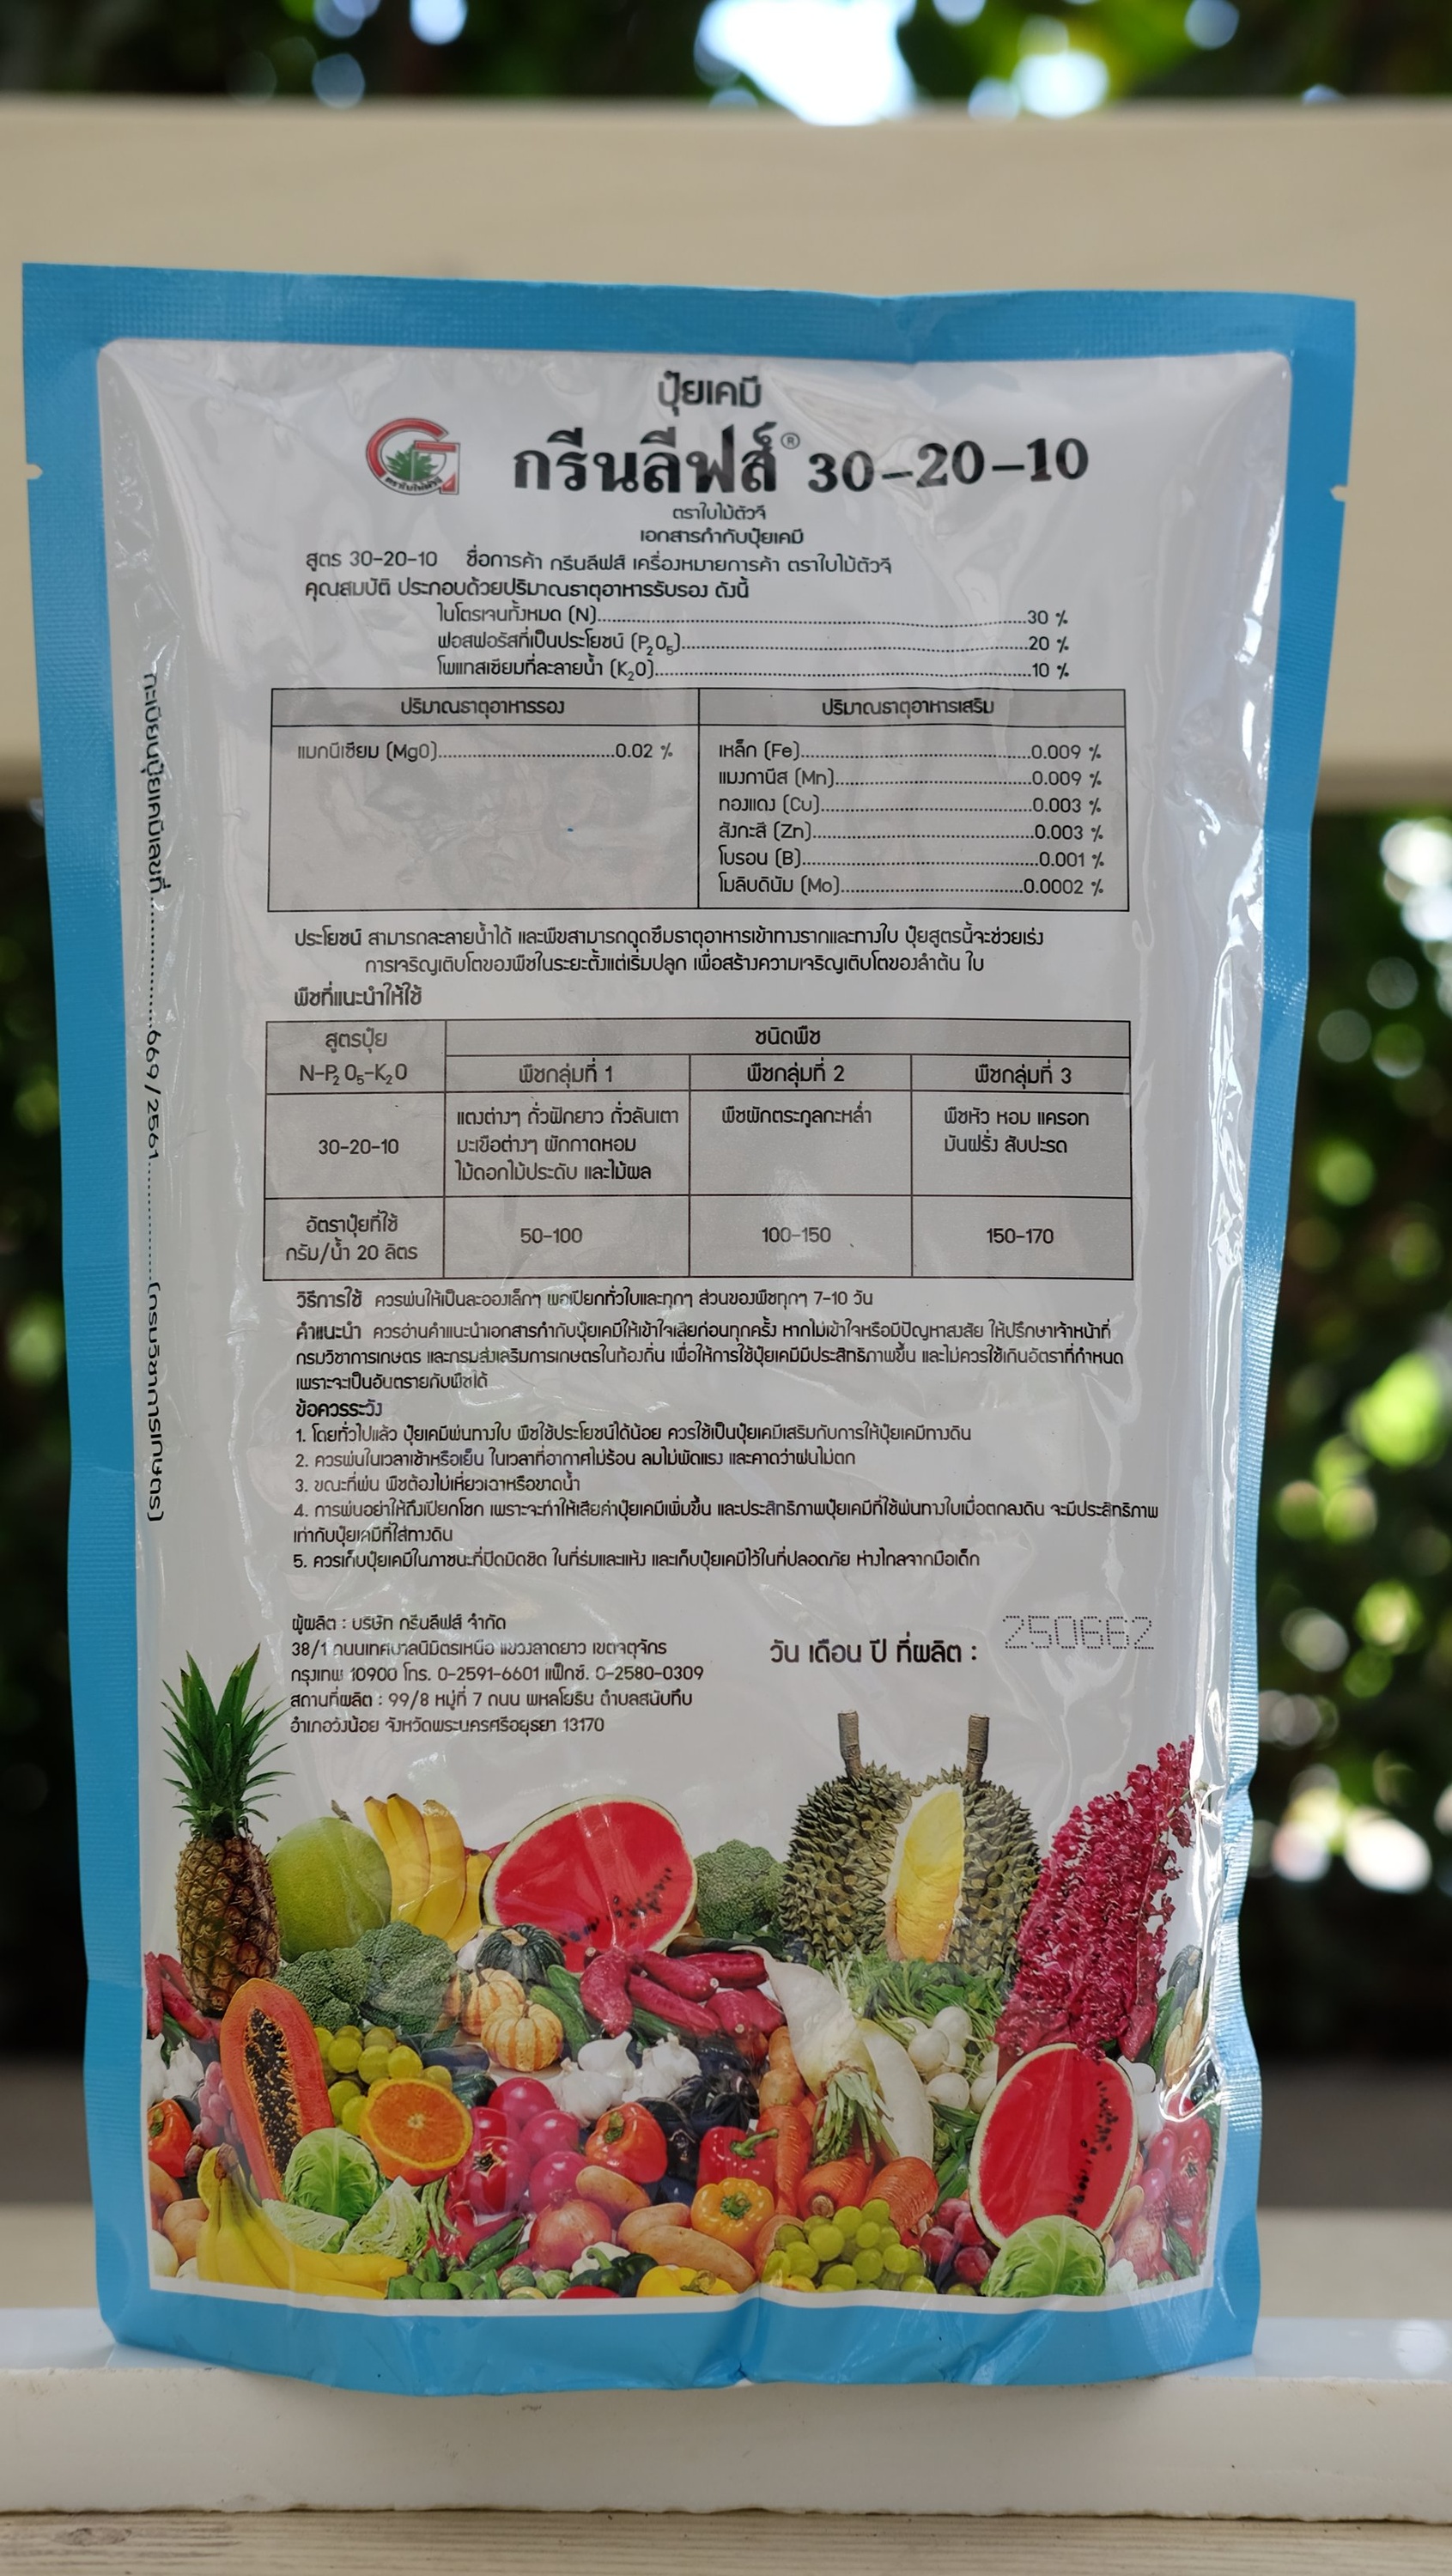 ปุ๋ยเคมี
กรีนลีฟส์® 30-20-10
ตราใบไม้ตัวจี
เอกสารกำกับปุ๋ยเคมี
สูตร 30-20-10 ชื่อการค้า กรีนลีฟส์ เครื่องหมายการค้า ตราใบไม้ตัวจี
คุณสมบัติ ประกอบด้วยปริมาณธาตุอาหารรับรอง ดังนี้
ไนโตรเจนทั้งหมด (N)..........30 %
ฟอสฟอรัสที่เป็นประโยชน์ (P₂O₅)..........20 %
โพแทสเซียมที่ละลายน้ำ (K₂O)..........10 %
ปริมาณธาตุอาหารรอง
แมกนีเซียม (MgO)..........0.02 %
ปริมาณธาตุอาหารเสริม
เหล็ก (Fe)..........0.009 %
แมงกานีส (Mn)..........0.009 %
ทองแดง (Cu)..........0.003 %
สังกะสี (Zn)..........0.003 %
โบรอน (B)..........0.001 %
โมลิบดินัม (Mo)..........0.0002 %
ประโยชน์ สามารถละลายน้ำได้ และพืชสามารถดูดซึมธาตุอาหารเข้าทางรากและทางใบ ปุ๋ยสูตรนี้จะช่วยเร่ง
การเจริญเติบโตของพืชในระยะตั้งแต่เริ่มปลูก เพื่อสร้างความเจริญเติบโตของลำต้น ใบ
พืชที่แนะนำให้ใช้
สูตรปุ๋ย
N-P₂O₅-K₂O
ชนิดพืช
พืชกลุ่มที่ 1 พืชกลุ่มที่ 2 พืชกลุ่มที่ 3
30-20-10
แตงต่างๆ ถั่วฝักยาว ถั่วลันเตา
มะเขือต่างๆ ผักกาดหอม
ไม้ดอกไม้ประดับ และไม้ผล
พืชผักตระกูลกะหล่ำ
พืชหัว หอม แครอท
มันฝรั่ง สับปะรด
อัตราปุ๋ยที่ใช้
กรัม/น้ำ 20 ลิตร
50-100 100-150 150-170
วิธีการใช้ ควรพ่นให้เป็นละอองเล็กๆ พอเปียกทั่วใบและทุกๆ ส่วนของพืชทุกๆ 7-10 วัน
คำแนะนำ ควรอ่านคำแนะนำเอกสารกำกับปุ๋ยเคมีให้เข้าใจเสียก่อนทุกครั้ง หากไม่เข้าใจหรือมีปัญหาสงสัย ให้ปรึกษาเจ้าหน้าที่
กรมวิชาการเกษตร และกรมส่งเสริมการเกษตรในท้องถิ่น เพื่อให้การใช้ปุ๋ยเคมีมีประสิทธิภาพขึ้น และไม่ควรใช้เกินอัตราที่กำหนด
เพราะจะเป็นอันตรายกับพืชได้
ข้อควรระวัง
1. โดยทั่วไปแล้ว ปุ๋ยเคมีพ่นทางใบ พืชใช้ประโยชน์ได้น้อย ควรใช้เป็นปุ๋ยเคมีเสริมกับการให้ปุ๋ยเคมีทางดิน
2. ควรพ่นในเวลาเช้าหรือเย็น ในเวลาที่อากาศไม่ร้อน ลมไม่พัดแรง และคาดว่าฝนไม่ตก
3. ขณะที่พ่น พืชต้องไม่เหี่ยวเฉาหรือขาดน้ำ
4. การพ่นอย่าให้ถึงเปียกโชก เพราะจะทำให้เสียค่าปุ๋ยเคมีเพิ่มขึ้น และประสิทธิภาพปุ๋ยเคมีที่ใช้พ่นทางใบเมื่อตกลงดิน จะมีประสิทธิภาพ
เท่ากับปุ๋ยเคมีที่ใส่ทางดิน
5. ควรเก็บปุ๋ยเคมีในภาชนะที่ปิดมิดชิด ในที่ร่มและแห้ง และเก็บปุ๋ยเคมีไว้ในที่ปลอดภัย ห่างไกลจากมือเด็ก
ผู้ผลิต : บริษัท กรีนลีฟส์ จำกัด
38/1 ถนนเทศบาลนิมิตรเหนือ แขวงลาดยาว เขตจตุจักร
กรุงเทพ 10900 โทร. 0-2591-6601 แฟ็กซ์. 0-2580-0309
สถานที่ผลิต : 99/8 หมู่ที่ 7 ถนน พหลโยธิน ตำบลสนับทึบ
อำเภอวังน้อย จังหวัดพระนครศรีอยุธยา 13170
วัน เดือน ปี ที่ผลิต : 250662
ทะเบียนปุ๋ยเคมีเลขที่..........669/2561..........(กรมวิชาการเกษตร)